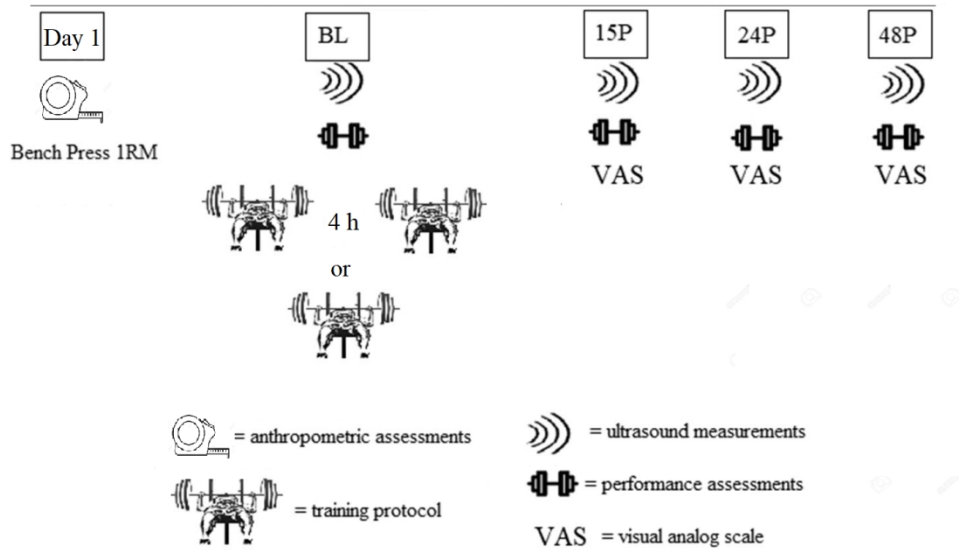 Day 1
BL
15P
24P
48P
Bench Press 1RM
VAS
VAS
VAS
4 h
or
= anthropometric assessments
= ultrasound measurements
= training protocol
= performance assessments
VAS = visual analog scale